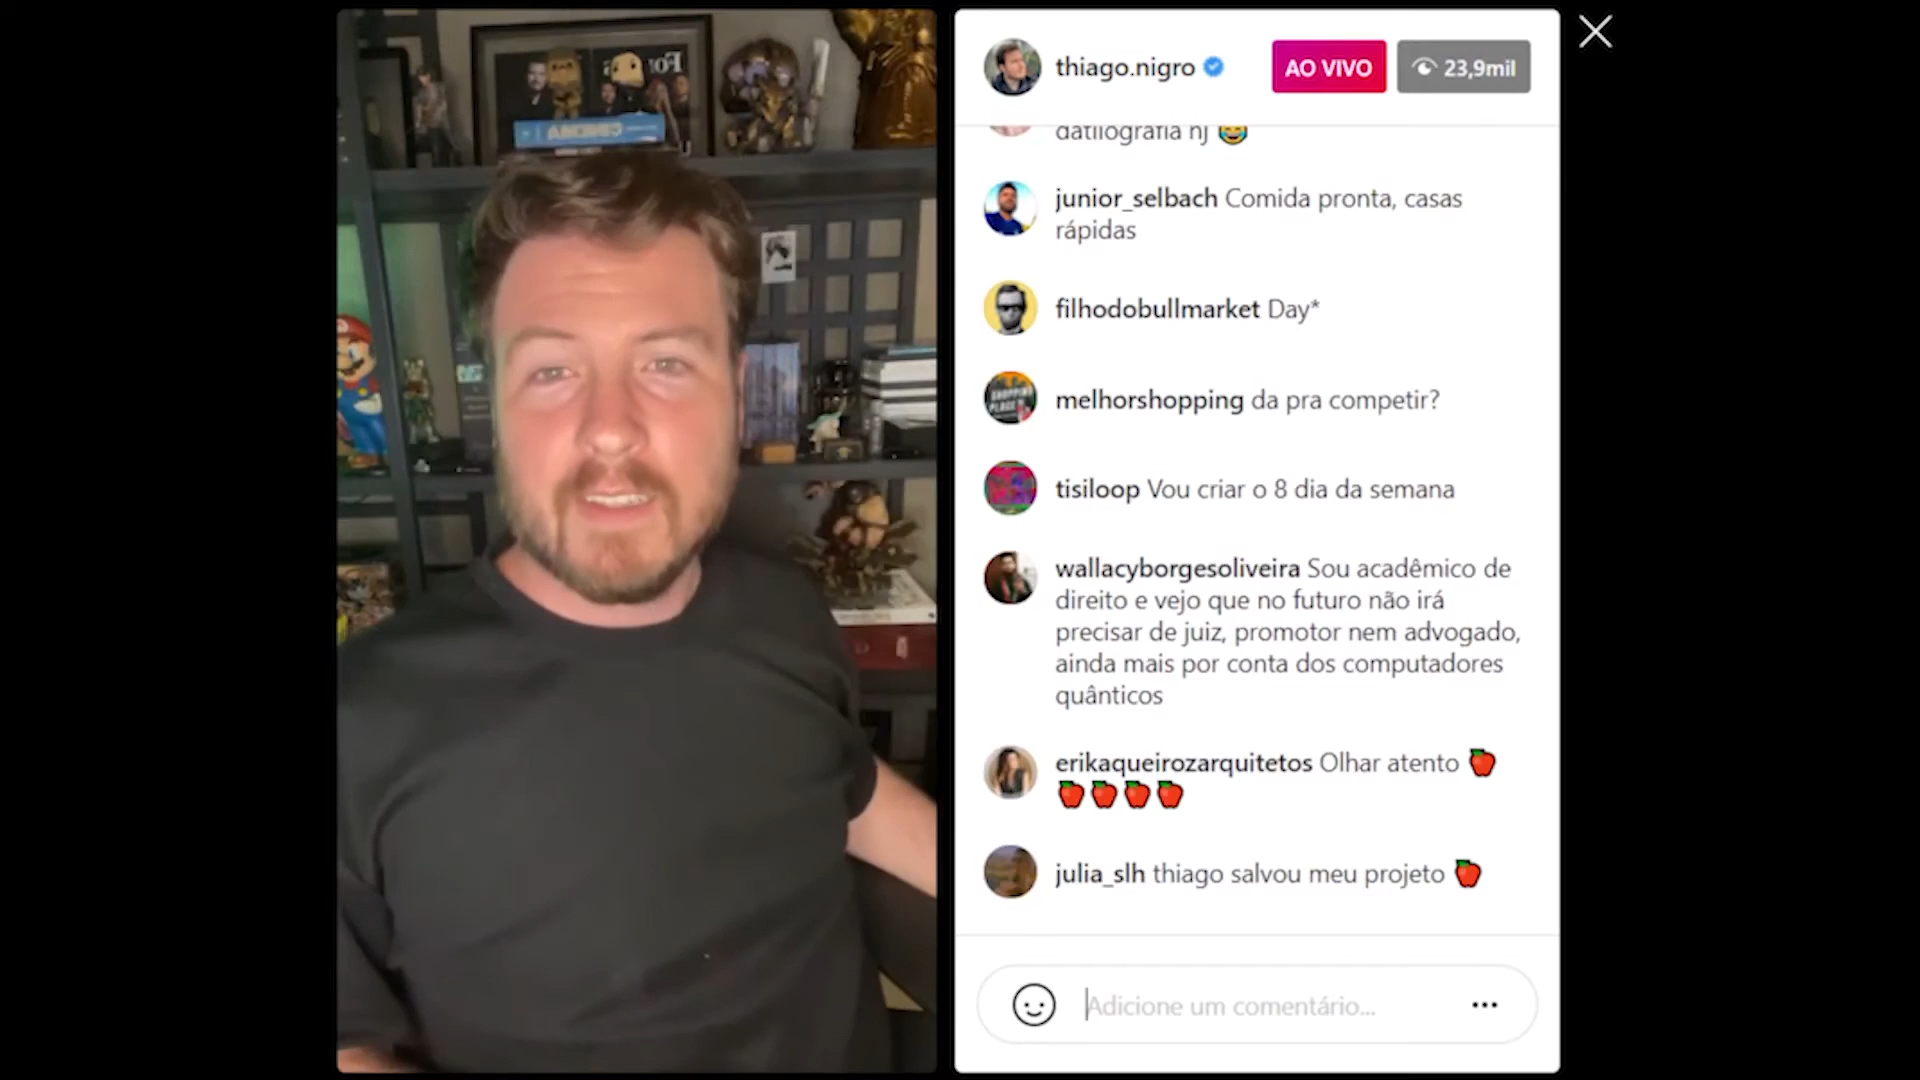 thiago.nigro
AO VIVO
23,9mil
datilografia nj 😂
junior_selbach Comida pronta, casas
rápidas
filhodobullmarket Day*
melhorshopping da pra competir?
tisiloop Vou criar o 8 dia da semana
wallacyborgesoliveira Sou acadêmico de
direito e vejo que no futuro não irá
precisar de juiz, promotor nem advogado,
ainda mais por conta dos computadores
quânticos
erikaqueirozarquitetos Olhar atento 🍎
🍎🍎🍎🍎
julia_slh thiago salvou meu projeto 🍎
Adicione um comentário...